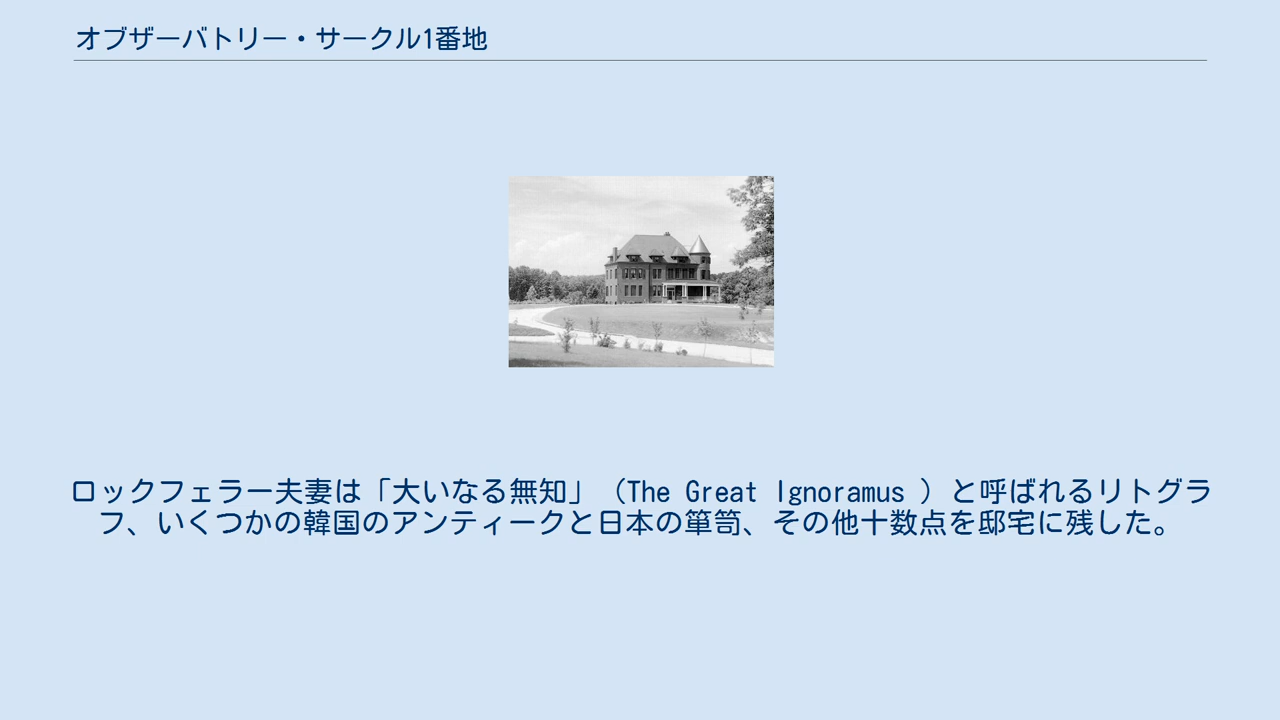 オブザーバトリー・サークル1番地
ロックフェラー夫妻は「大いなる無知」（The Great Ignoramus ）と呼ばれるリトグラ
フ、いくつかの韓国のアンティークと日本の箪笥、その他十数点を邸宅に残した。